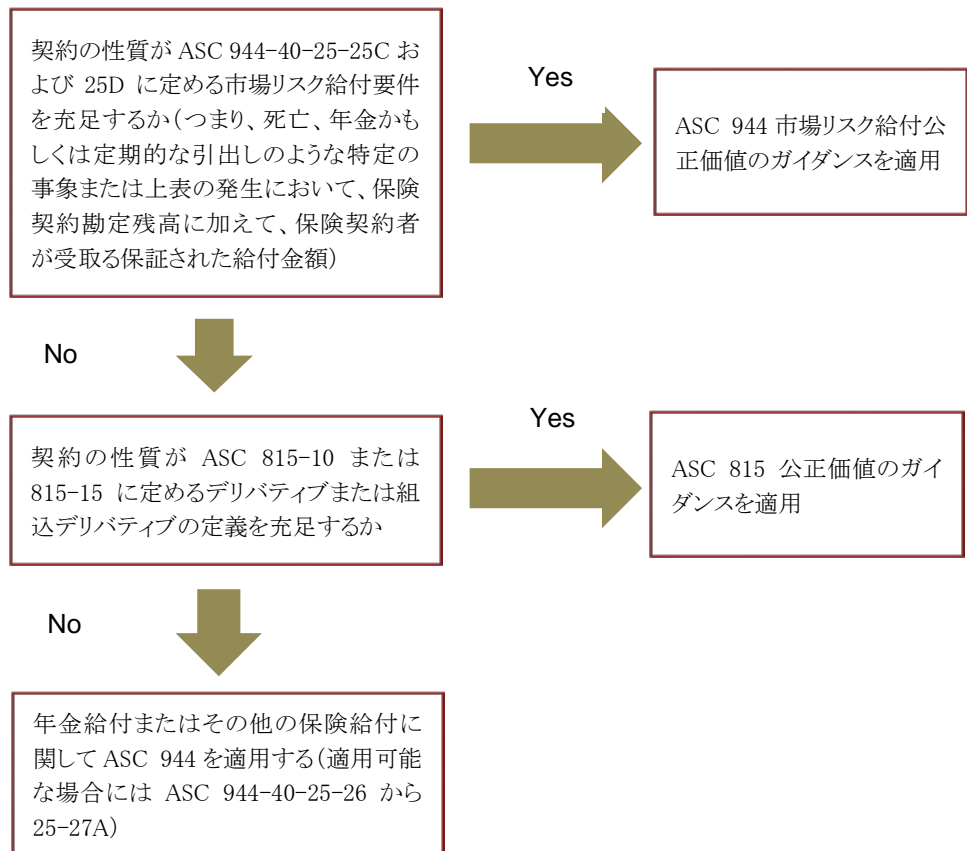 契約の性質が ASC 944-40-25-25C お
よび 25D に定める市場リスク給付要件
を充足するか（つまり、死亡、年金かも
しくは定期的な引出しのような特定の
事象または上表の発生において、保険
契約勘定残高に加えて、保険契約者
が受取る保証された給付金額）
Yes
ASC 944 市場リスク給付公
正価値のガイダンスを適用
No
契約の性質が ASC 815-10 または
815-15 に定めるデリバティブまたは組
込デリバティブの定義を充足するか
Yes
ASC 815 公正価値のガイ
ダンスを適用
No
年金給付またはその他の保険給付に
関して ASC 944 を適用する（適用可能
な場合には ASC 944-40-25-26 から
25-27A）